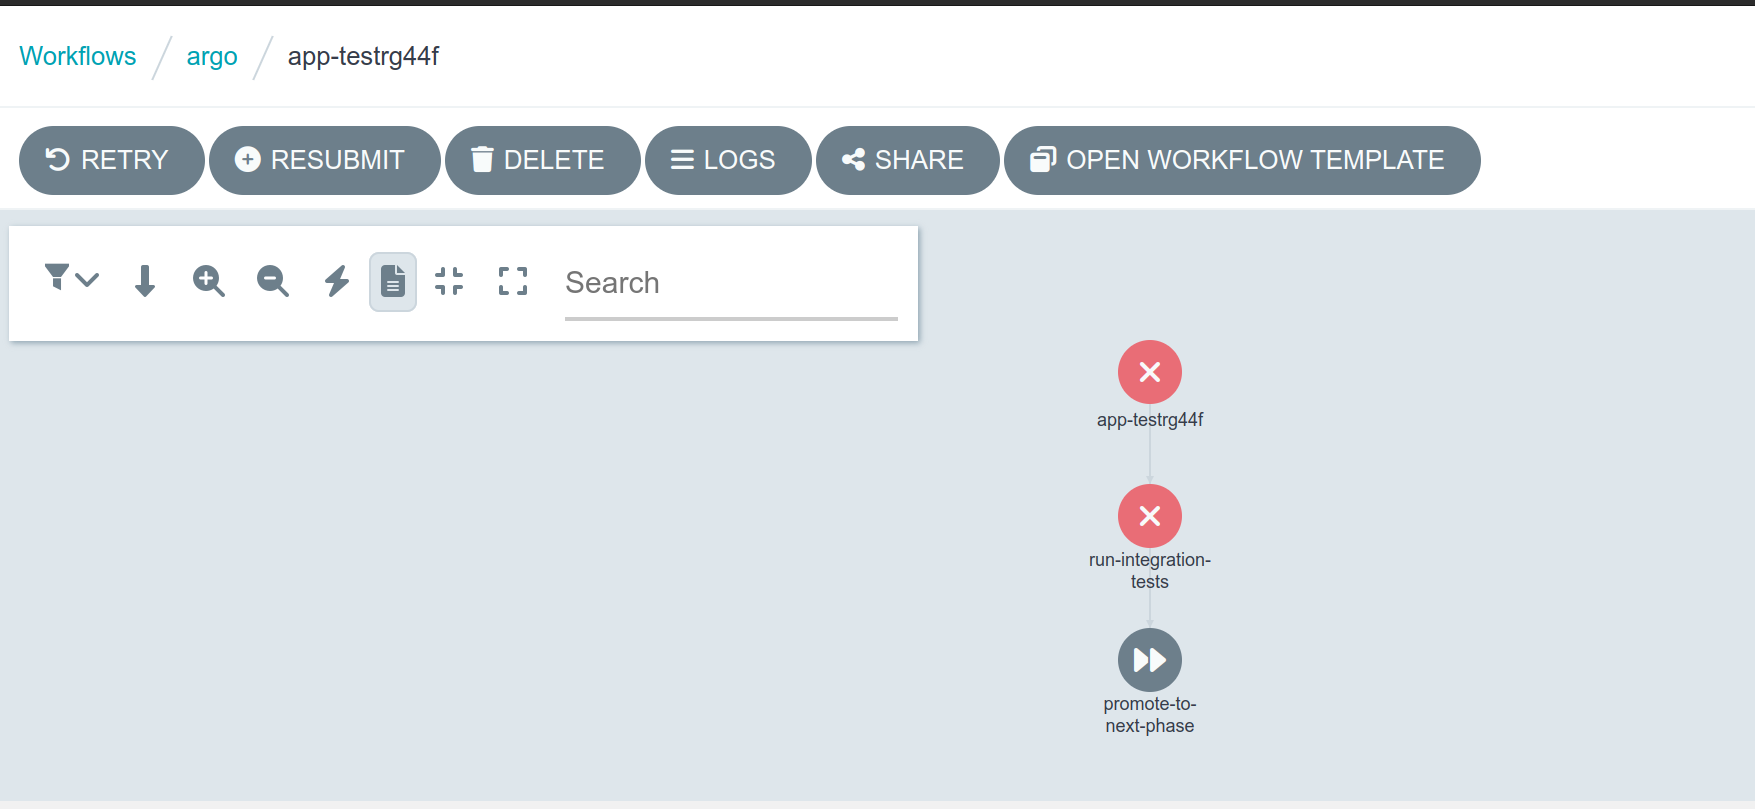 Workflows / argo / app-testrg44f
RETRY RESUBMIT DELETE LOGS SHARE OPEN WORKFLOW TEMPLATE
Search
app-testrg44f
run-integration-
tests
promote-to-
next-phase